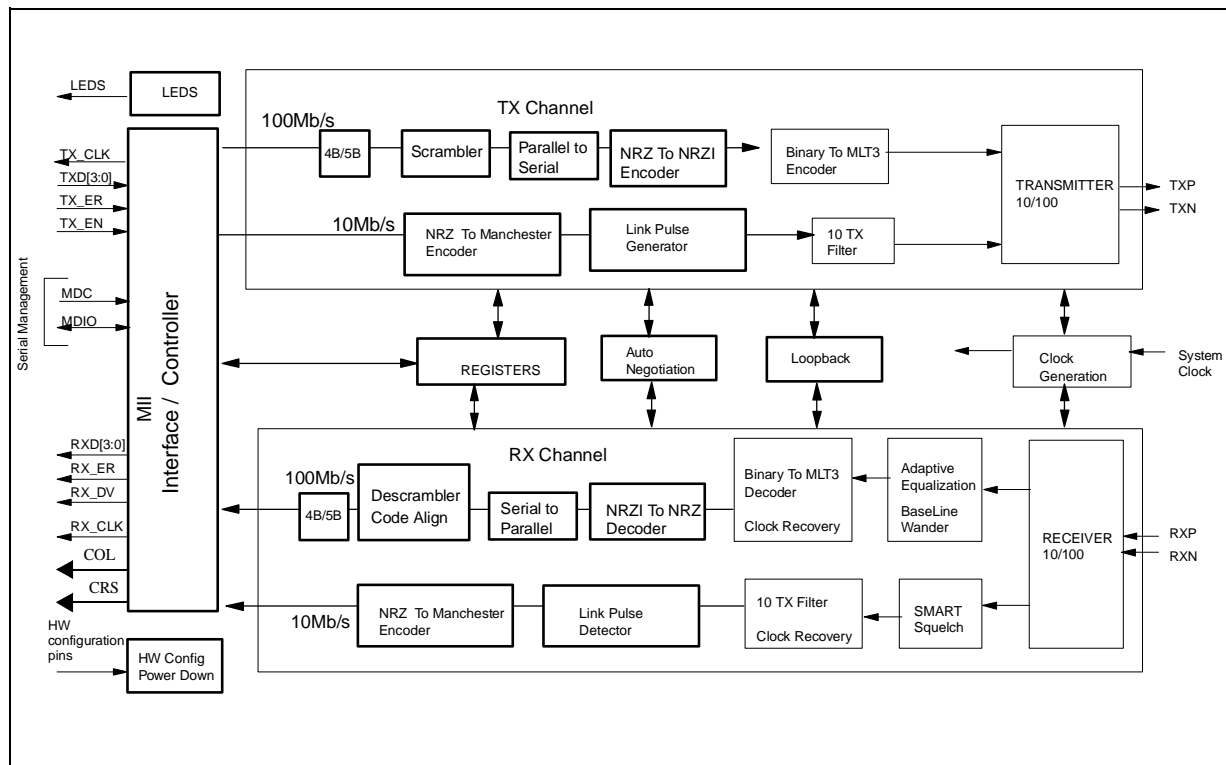 LEDS
LEDS
TX Channel
100Mb/s
4B/5B
Scrambler
Parallel to
Serial
NRZ To NRZI
Encoder
Binary To MLT3
Encoder
TRANSMITTER
10/100
TXP
TXN
TX_CLK
TXD[3:0]
TX_ER
TX_EN
10Mb/s
NRZ To Manchester
Encoder
Link Pulse
Generator
10 TX
Filter
Serial Management
MDC
MDIO
MII
Interface / Controller
REGISTERS
Auto
Negotiation
Loopback
Clock
Generation
System
Clock
RX Channel
RXD[3:0]
RX_ER
RX_DV
RX_CLK
COL
CRS
100Mb/s
4B/5B
Descrambler
Code Align
Serial to
Parallel
NRZI To NRZ
Decoder
Binary To MLT3
Decoder
Clock Recovery
Adaptive
Equalization
BaseLine
Wander
RECEIVER
10/100
RXP
RXN
10Mb/s
NRZ To Manchester
Encoder
Link Pulse
Detector
10 TX Filter
Clock Recovery
SMART
Squelch
HW
configuration
pins
HW Config
Power Down